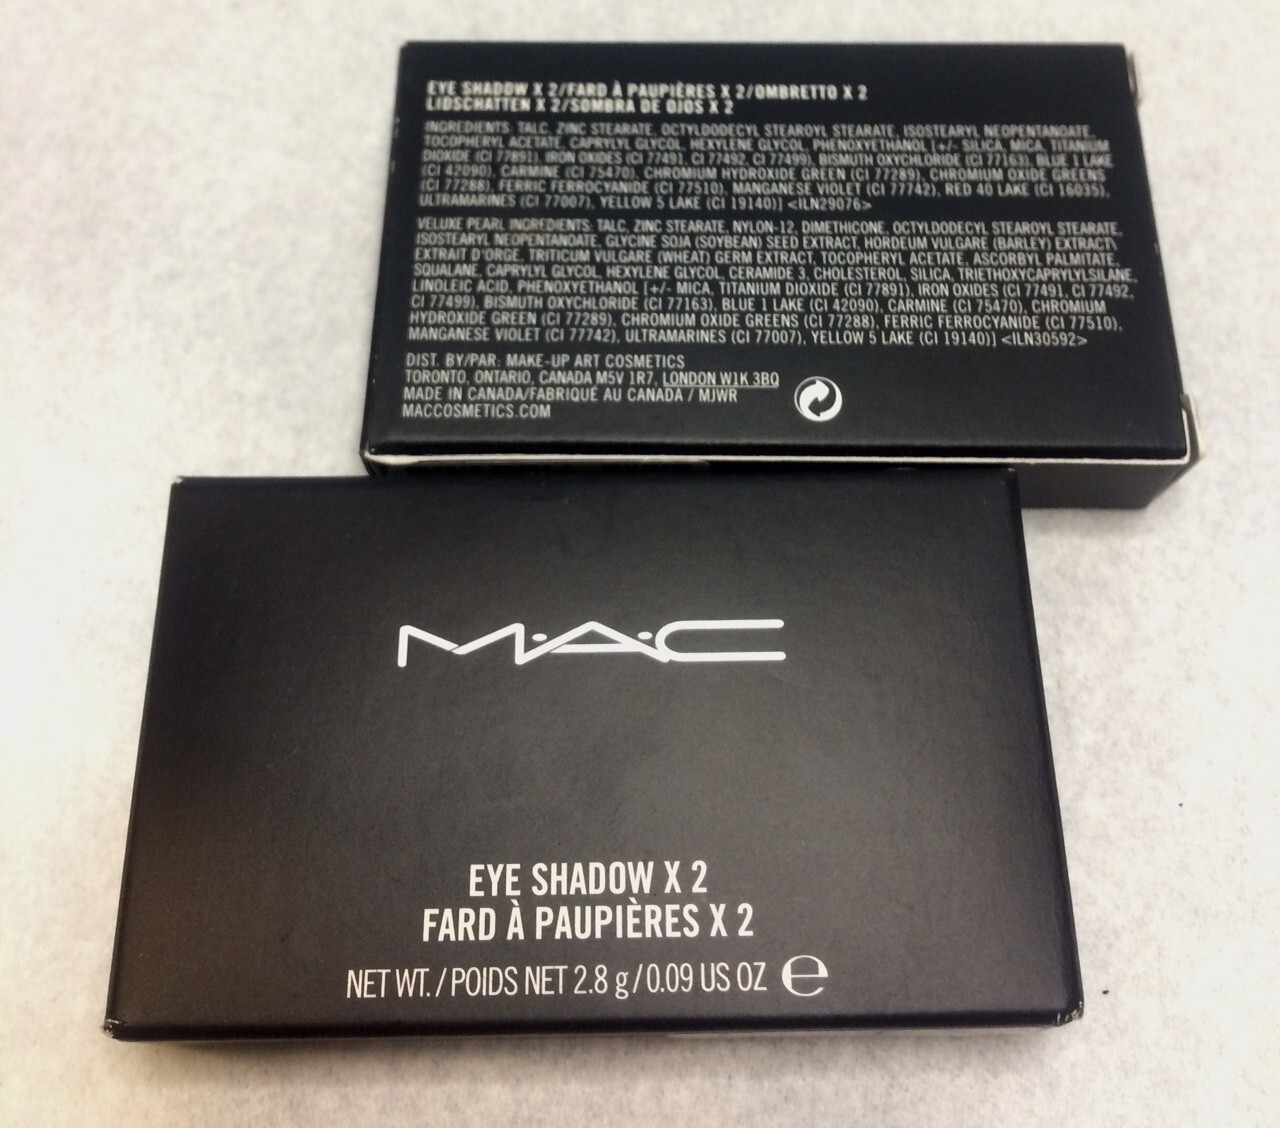 EYE SHADOW X 2/FARD À PAUPIÈRES X 2/OMBRETTO X 2
LIDSCHATTEN X 2/SOMBRA DE OJOS X 2
INGREDIENTS: TALC, ZINC STEARATE, OCTYLDODECYL STEAROYL STEARATE, ISOSTEARYL NEOPENTANOATE,
TOCOPHERYL ACETATE, CAPRYLYL GLYCOL, HEXYLENE GLYCOL, PHENOXYETHANOL [+/- SILICA, MICA, TITANIUM
DIOXIDE (CI 77891), IRON OXIDES (CI 77491, CI 77492, CI 77499), BISMUTH OXYCHLORIDE (CI 77163), BLUE 1 LAKE
(CI 42090), CARMINE (CI 75470), CHROMIUM HYDROXIDE GREEN (CI 77289), CHROMIUM OXIDE GREENS
(CI 77288), FERRIC FERROCYANIDE (CI 77510), MANGANESE VIOLET (CI 77742), RED 40 LAKE (CI 16035),
ULTRAMARINES (CI 77007), YELLOW 5 LAKE (CI 19140)] <ILN29076>
VELUXE PEARL INGREDIENTS: TALC, ZINC STEARATE, NYLON-12, DIMETHICONE, OCTYLDODECYL STEAROYL STEARATE,
ISOSTEARYL NEOPENTANOATE, GLYCINE SOJA (SOYBEAN) SEED EXTRACT, HORDEUM VULGARE (BARLEY) EXTRACT\
EXTRAIT D'ORGE, TRITICUM VULGARE (WHEAT) GERM EXTRACT, TOCOPHERYL ACETATE, ASCORBYL PALMITATE,
SQUALANE, CAPRYLYL GLYCOL, HEXYLENE GLYCOL, CERAMIDE 3, CHOLESTEROL, SILICA, TRIETHOXYCAPRYLYLSILANE,
LINOLEIC ACID, PHENOXYETHANOL [+/- MICA, TITANIUM DIOXIDE (CI 77891), IRON OXIDES (CI 77491, CI 77492,
CI 77499), BISMUTH OXYCHLORIDE (CI 77163), BLUE 1 LAKE (CI 42090), CARMINE (CI 75470), CHROMIUM
HYDROXIDE GREEN (CI 77289), CHROMIUM OXIDE GREENS (CI 77288), FERRIC FERROCYANIDE (CI 77510),
MANGANESE VIOLET (CI 77742), ULTRAMARINES (CI 77007), YELLOW 5 LAKE (CI 19140)] <ILN30592>
DIST. BY/PAR: MAKE-UP ART COSMETICS
TORONTO, ONTARIO, CANADA M5V 1R7, LONDON W1K 3BQ
MADE IN CANADA/FABRIQUÉ AU CANADA / MJWR
MACCOSMETICS.COM
M·A·C
EYE SHADOW X 2
FARD À PAUPIÈRES X 2
NET WT. / POIDS NET 2.8 g / 0.09 US OZ ℮